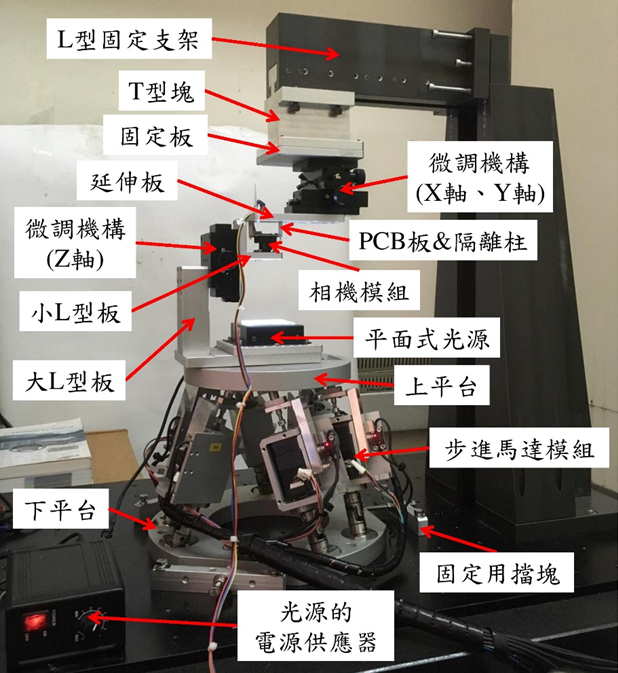 L型固定支架
T型塊
固定板
延伸板
微調機構
(X軸、Y軸)
微調機構
(Z軸)
PCB板&隔離柱
小L型板
相機模組
平面式光源
大L型板
上平台
步進馬達模組
下平台
固定用擋塊
光源的
電源供應器